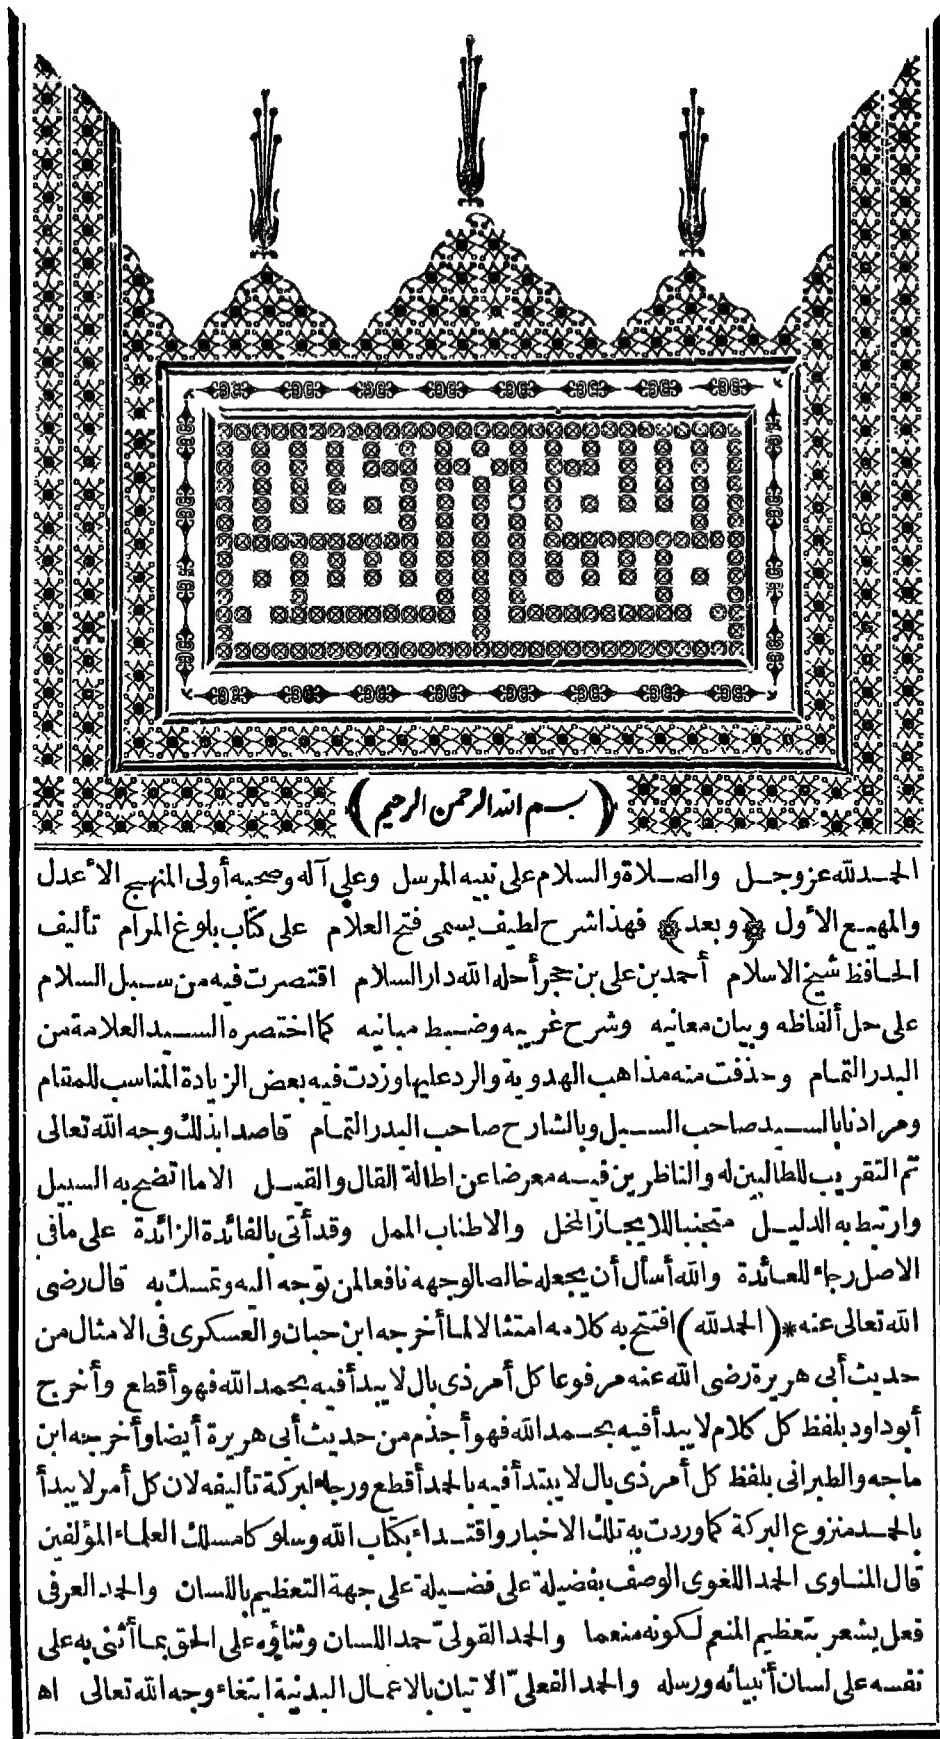 ﴿بسم الله الرحمن الرحيم﴾
الحمد لله عز وجل والصلاة والسلام على نبيه المرسل وعلى آله وصحبه أولى المنهج الأعدل
والمهيع الأول ﴿وبعد﴾ فهذا شرح لطيف يسمى فتح العلام على كتاب بلوغ المرام تأليف
الحافظ شيخ الاسلام أحمد بن على بن حجر أحله الله دار السلام اقتصرت فيه من سبل السلام
على حل ألفاظه وبيان معانيه وشرح غريبه وضبط مبانيه كما اختصره السيد العلامة من
البدر التمام وحذفت منه مذاهب الهدوية والرد عليها وزدت فيه بعض الزيادة المناسب للمقام
ومرادنا بالسيد صاحب السبل وبالشارح صاحب البدر التمام قاصدا بذلك وجه الله تعالى
ثم التقريب للطالبين له والناظرين فيه معرضا عن اطالة القال والقيل الا ما اتضح به السبيل
وارتبط به الدليل متجنبا للايجاز المخل والاطناب الممل وقد أتى بالفائدة الزائدة على ما فى
الاصل رجاء للعائدة والله أسأل أن يجعله خالصا لوجهه نافعا لمن توجه اليه وتمسك به قال رضى
الله تعالى عنه * (الحمد لله) افتتح به كلامه امتثالا لما أخرجه ابن حبان والعسكرى فى الامثال من
حديث أبى هريرة رضى الله عنه مرفوعا كل أمر ذى بال لا يبدأ فيه بحمد الله فهو أقطع وأخرج
أبو داود بلفظ كل كلام لا يبدأ فيه بحمد الله فهو أجذم من حديث أبى هريرة أيضا وأخرجه ابن
ماجه والطبرانى بلفظ كل أمر ذى بال لا يبتدأ فيه بالحمد أقطع ورجاء لبركة تأليفه لان كل أمر لا يبدأ
بالحمد منزوع البركة كما وردت به تلك الاخبار واقتداء بكتاب الله وسلوكا مسلك العلماء المؤلفين
قال المناوى الحمد اللغوى الوصف بفضيلة على فضيلة على جهة التعظيم باللسان والحمد العرفى
فعل يشعر بتعظيم المنعم لكونه منعما والحمد القولىّ حمد اللسان وثناؤه على الحق بما أثنى به على
نفسه على لسان أنبيائه ورسله والحمد الفعلىّ الاتيان بالاعمال البدنية ابتغاء وجه الله تعالى اه